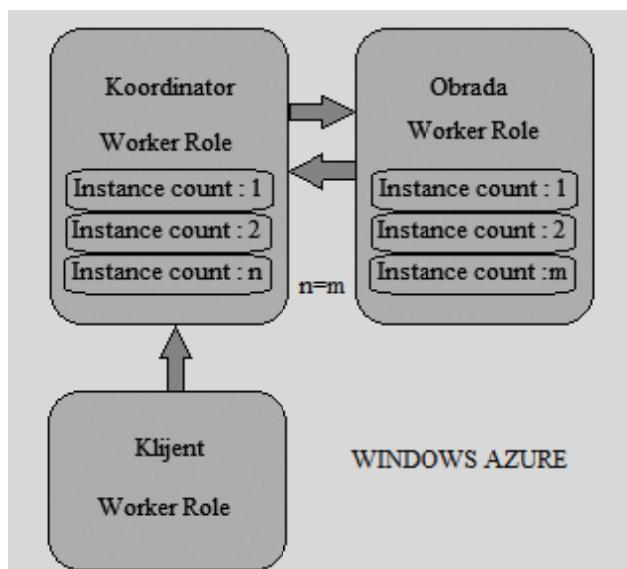 Koordinator
Worker Role
Instance count : 1
Instance count : 2
Instance count : n
Obrada
Worker Role
Instance count : 1
Instance count : 2
Instance count :m
n=m
Klijent
Worker Role
WINDOWS AZURE